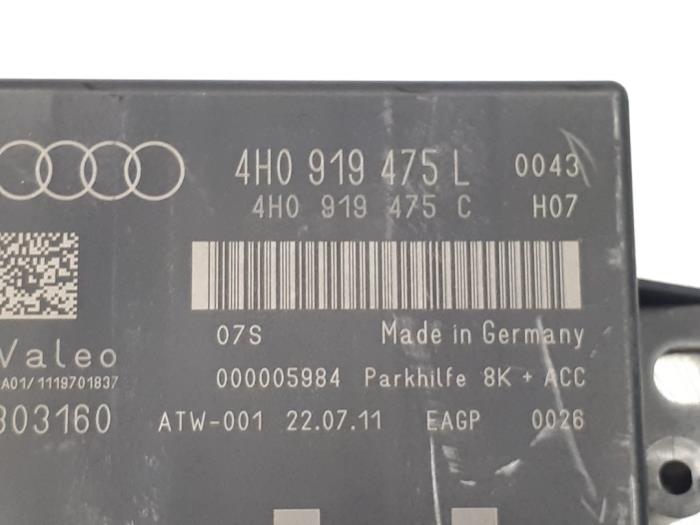 4H0 919 475 L 0043
4H0 919 475 C H07
07S Made in Germany
Valeo
000005984 Parkhilfe 8K + ACC
A01/1119701837
803160 ATW-001 22.07.11 EAGP 0026